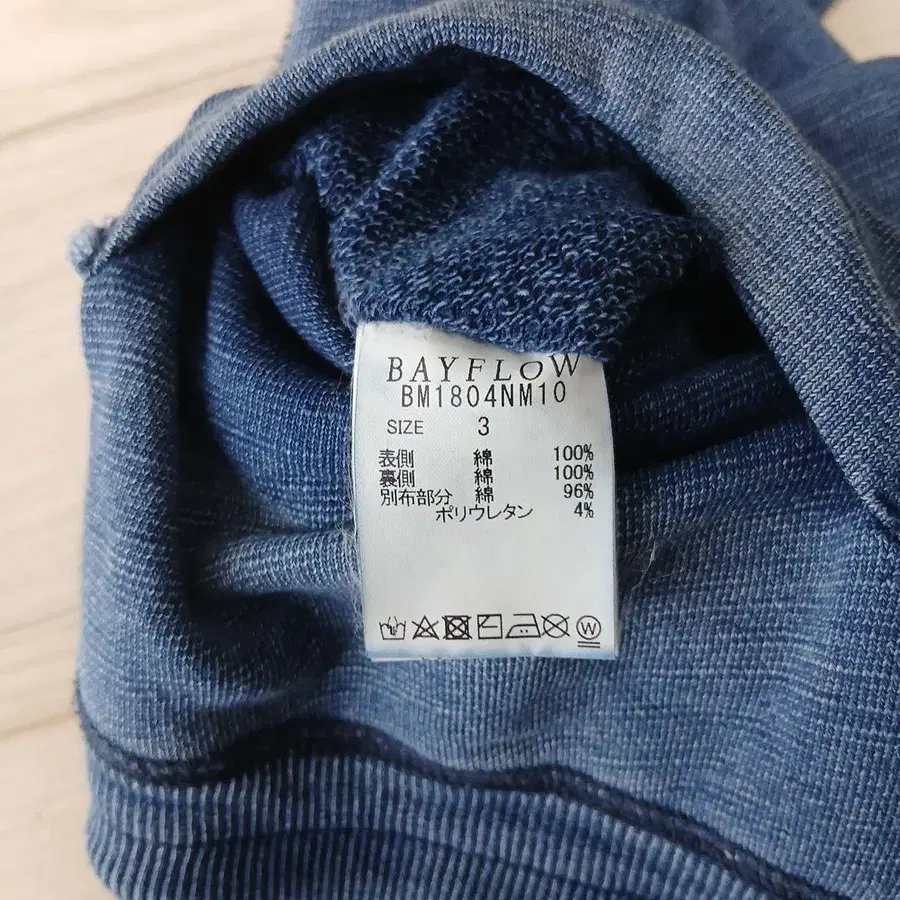 BAYFLOW
BM1804NM10
SIZE 3
表側 綿 100%
裏側 綿 100%
別布部分 綿 96%
ポリウレタン 4%
W